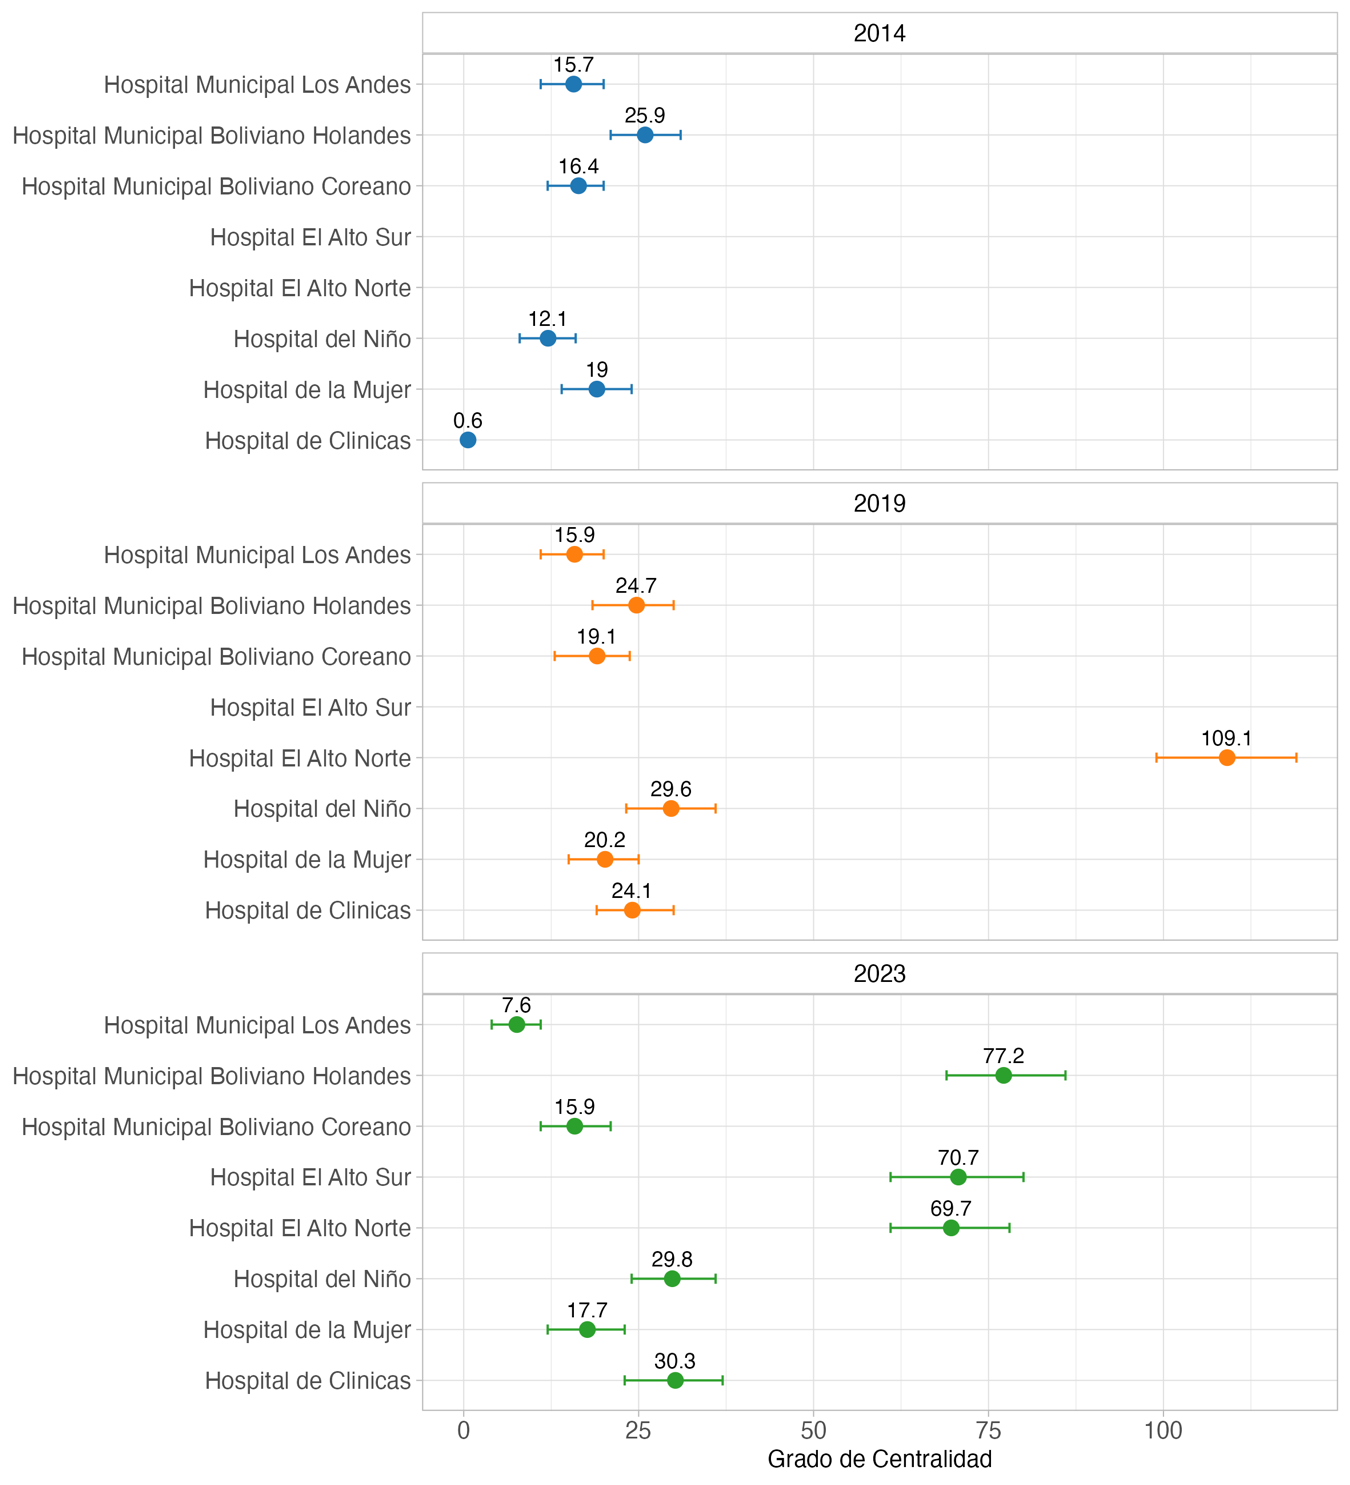 2014
Hospital Municipal Los Andes
15.7
Hospital Municipal Boliviano Holandes
25.9
Hospital Municipal Boliviano Coreano
16.4
Hospital El Alto Sur
Hospital El Alto Norte
Hospital del Niño
12.1
Hospital de la Mujer
19
Hospital de Clinicas
0.6
2019
Hospital Municipal Los Andes
15.9
Hospital Municipal Boliviano Holandes
24.7
Hospital Municipal Boliviano Coreano
19.1
Hospital El Alto Sur
Hospital El Alto Norte
109.1
Hospital del Niño
29.6
Hospital de la Mujer
20.2
Hospital de Clinicas
24.1
2023
Hospital Municipal Los Andes
7.6
Hospital Municipal Boliviano Holandes
77.2
Hospital Municipal Boliviano Coreano
15.9
Hospital El Alto Sur
70.7
Hospital El Alto Norte
69.7
Hospital del Niño
29.8
Hospital de la Mujer
17.7
Hospital de Clinicas
30.3
0 25 50 75 100
Grado de Centralidad